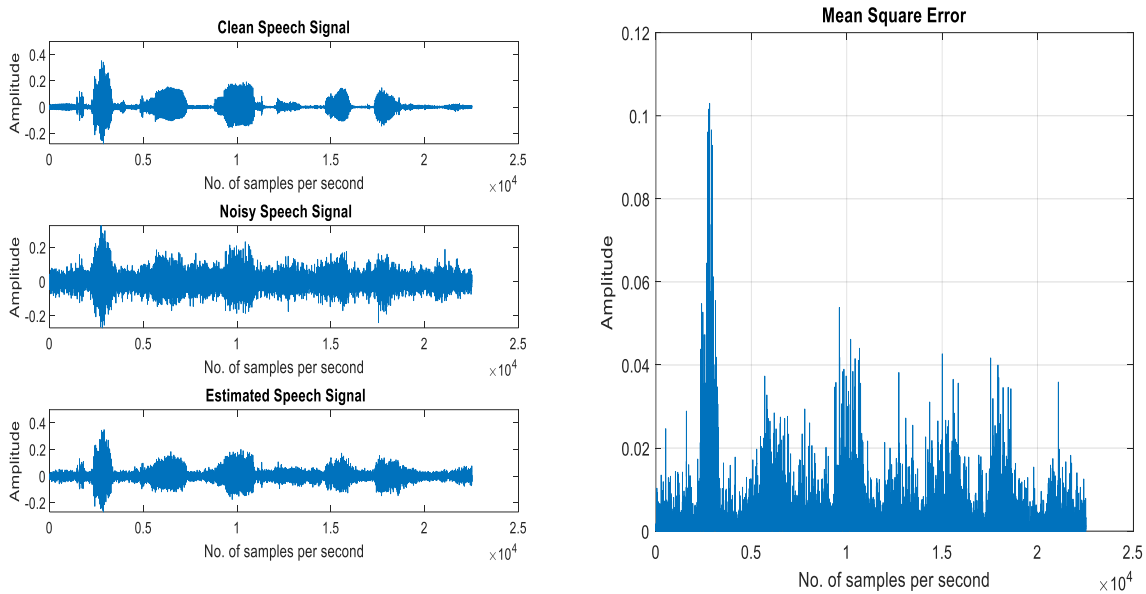 Clean Speech Signal
Amplitude
0.4
0.2
0
-0.2
0 0.5 1 1.5 2 2.5
No. of samples per second
×10^4
Noisy Speech Signal
Amplitude
0.2
0
-0.2
0 0.5 1 1.5 2 2.5
No. of samples per second
×10^4
Estimated Speech Signal
Amplitude
0.4
0.2
0
-0.2
0 0.5 1 1.5 2 2.5
No. of samples per second
×10^4
Mean Square Error
Amplitude
0.12
0.1
0.08
0.06
0.04
0.02
0
0 0.5 1 1.5 2 2.5
No. of samples per second
×10^4